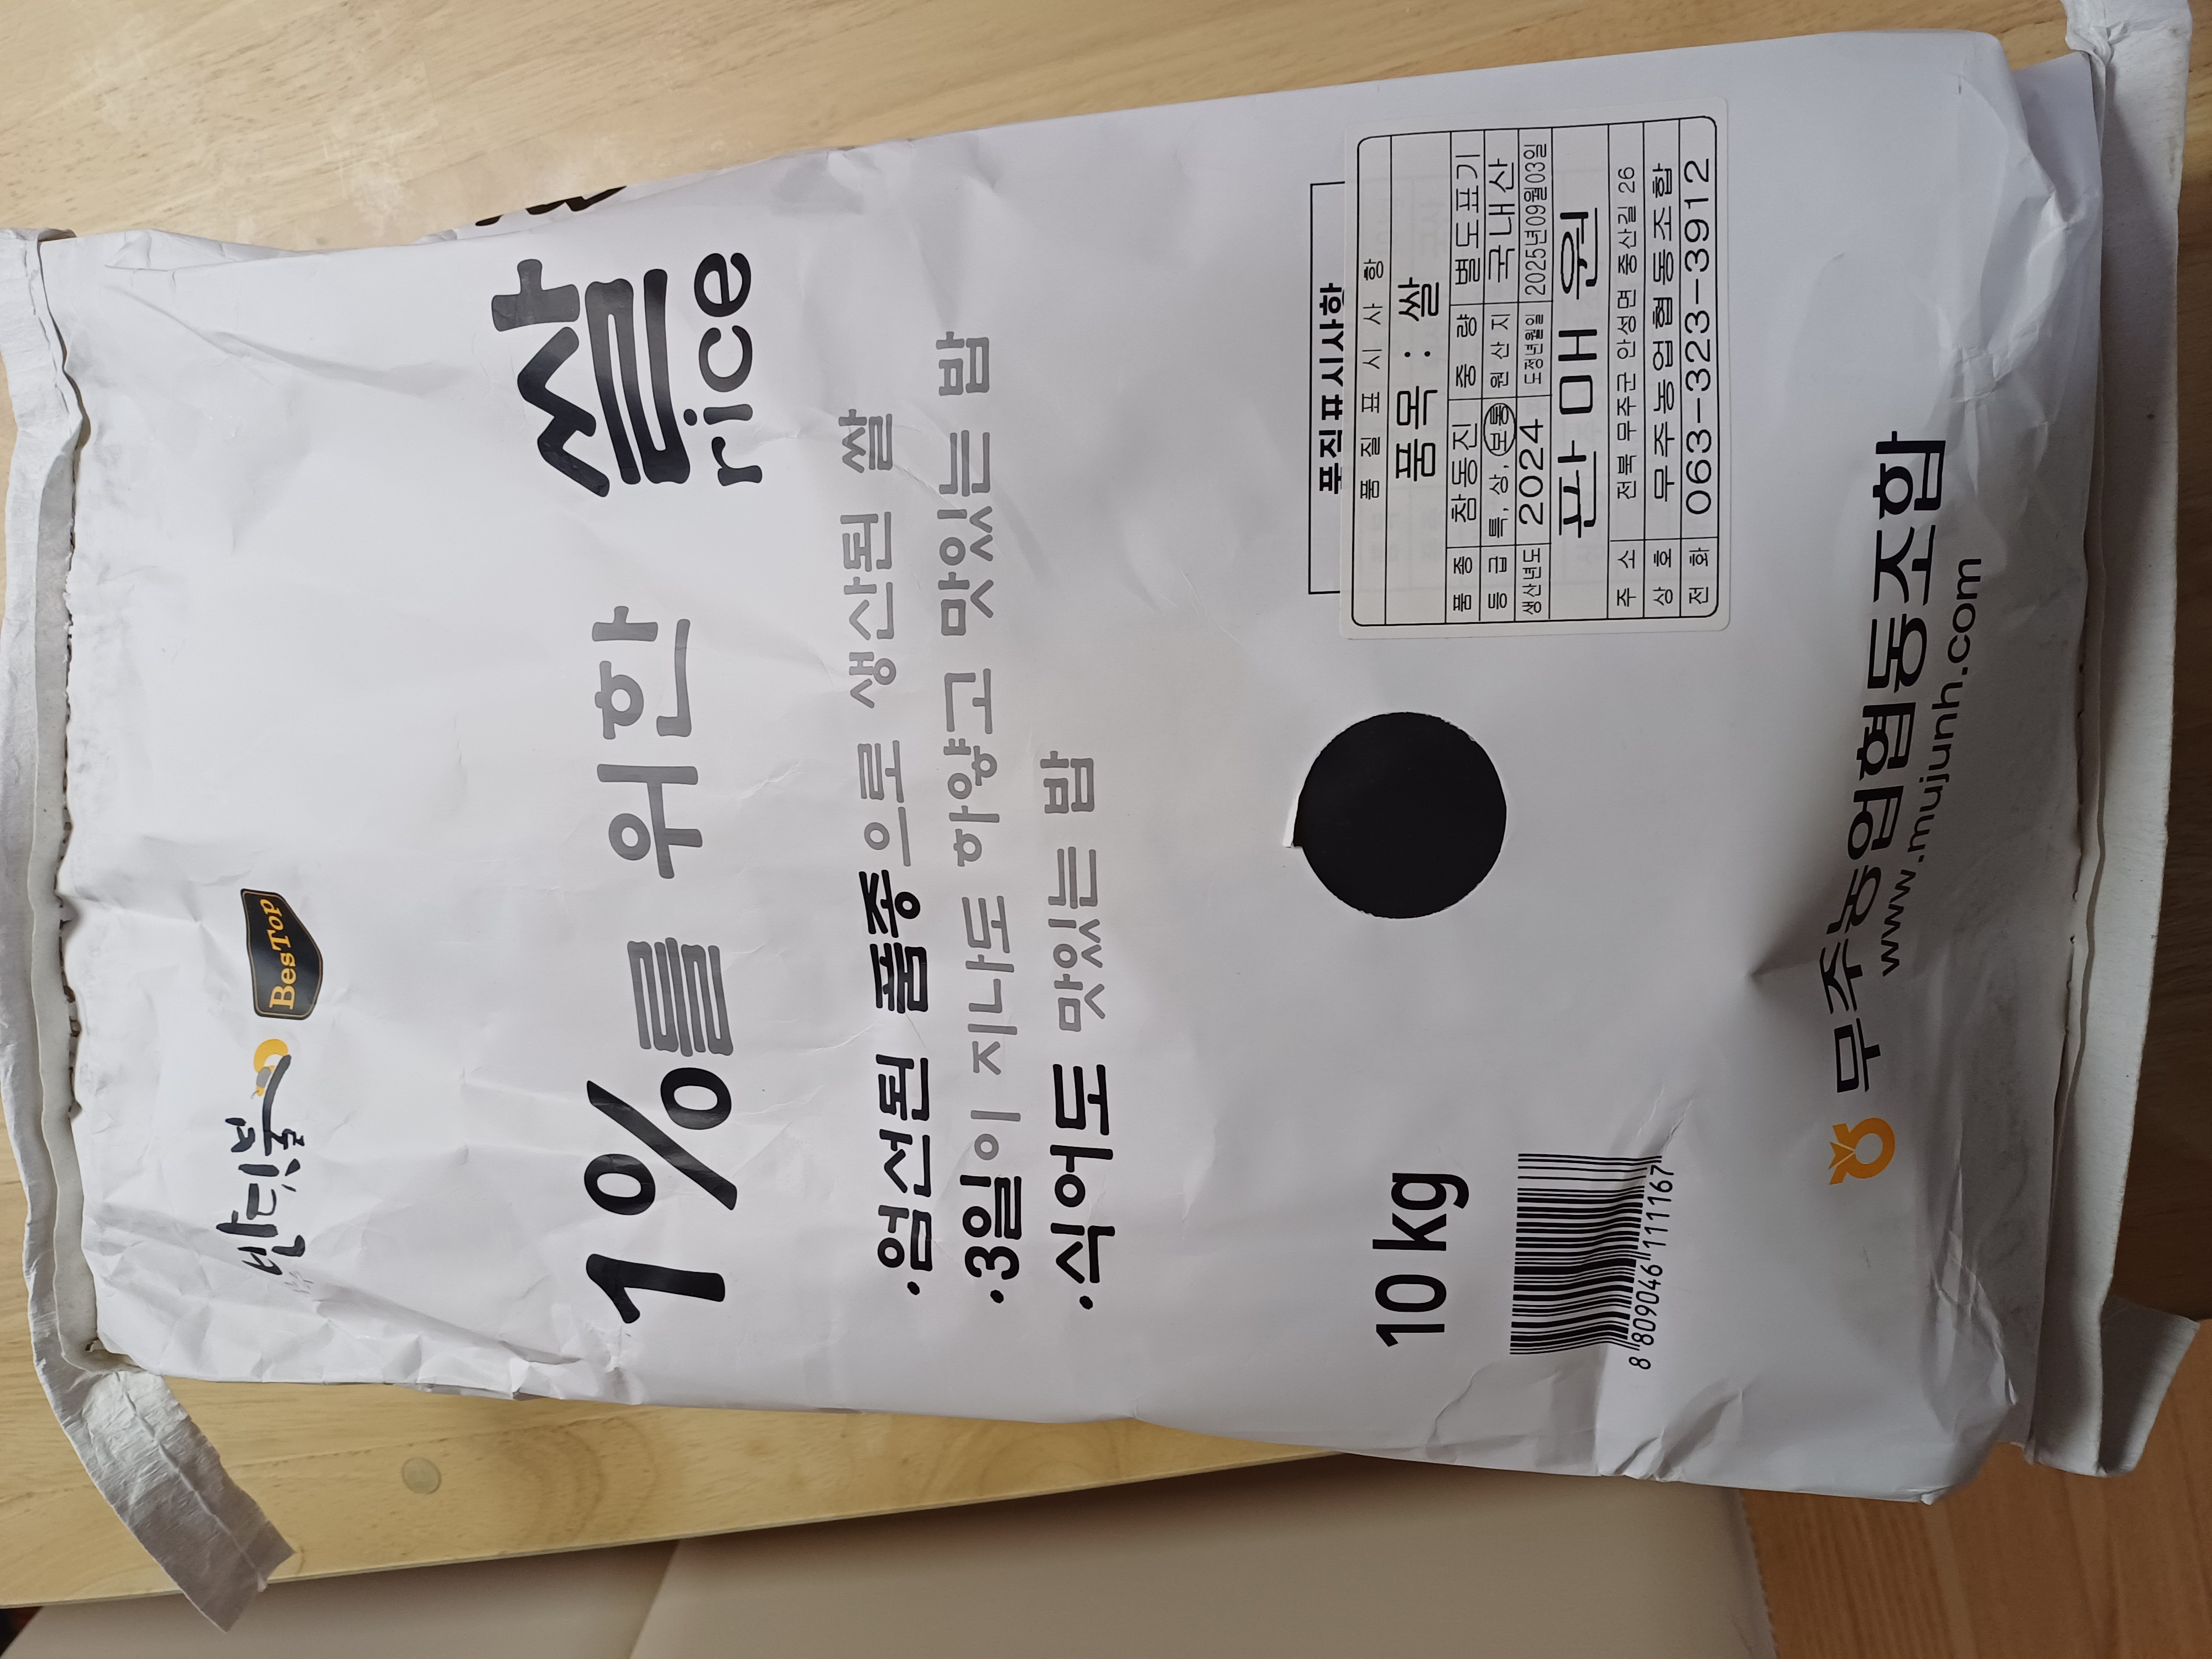 반딧불
BesTop
1%를 위한 쌀
rice
·엄선된 품종으로 생산된 쌀
·3일이 지나도 하얗고 맛있는 밥
·식어도 맛있는 밥
10 kg
8 809046 111167
품질표시사항
품 질 표 시 사 항
품목 : 쌀
품 종 참동진 중 량 별도표기
등 급 특, 상, 보통 원 산 지 국내산
생산년도 2024 도정년월일 2025년09월03일
판 매 원
주 소 전북 무주군 안성면 중산길 26
상 호 무주농업협동조합
전 화 063-323-3912
무주농업협동조합
www.mujunh.com